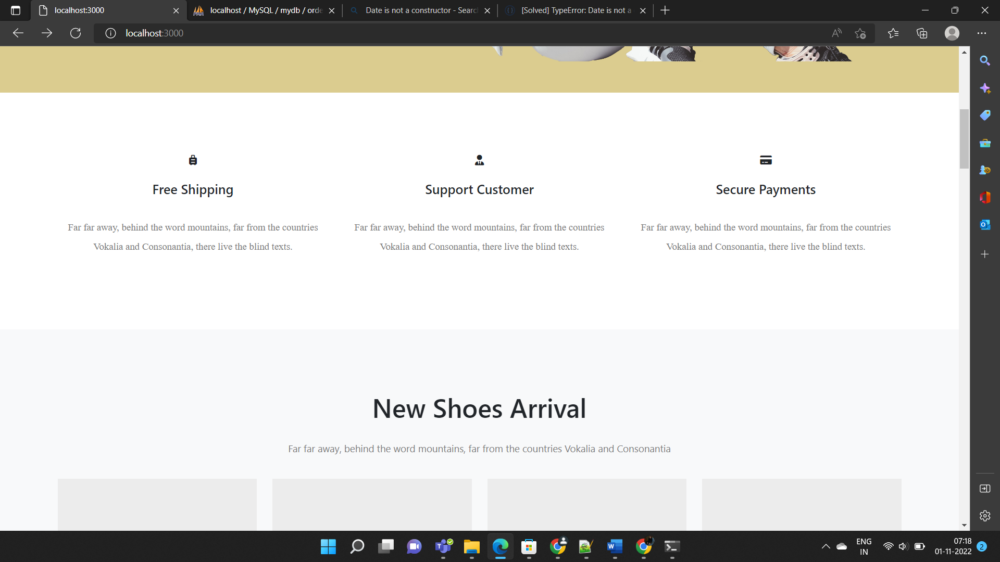 localhost:3000
localhost / MySQL / mydb / orde
Date is not a constructor - Searc
[Solved] TypeError: Date is not a
localhost:3000
Free Shipping
Far far away, behind the word mountains, far from the countries
Vokalia and Consonantia, there live the blind texts.
Support Customer
Far far away, behind the word mountains, far from the countries
Vokalia and Consonantia, there live the blind texts.
Secure Payments
Far far away, behind the word mountains, far from the countries
Vokalia and Consonantia, there live the blind texts.
New Shoes Arrival
Far far away, behind the word mountains, far from the countries Vokalia and Consonantia
ENG
IN
07:18
01-11-2022
2